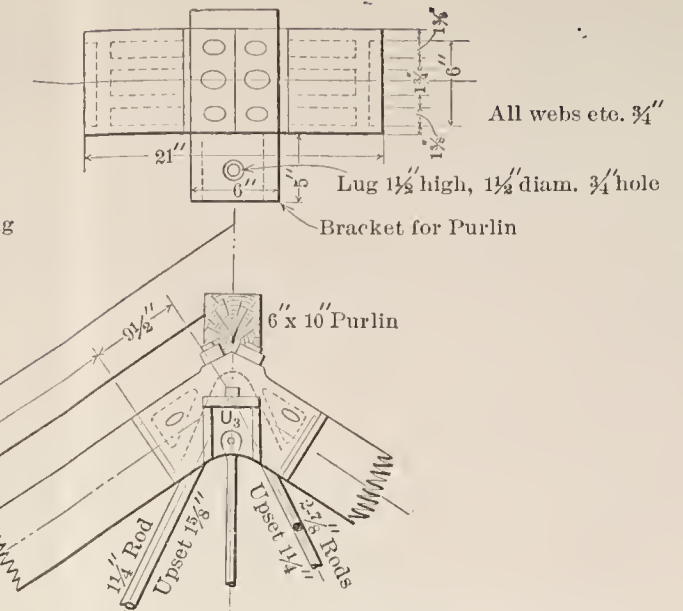 1⅜"
6"
1¾"
1⅜"
All webs etc. ¾"
21"
6"
5"
Lug 1½" high, 1½" diam. ¾" hole
Bracket for Purlin
g
9½"
6" x 10" Purlin
U₃
1¼" Rod
Upset 1⅝"
Upset 1¼"
2-⅞" Rods